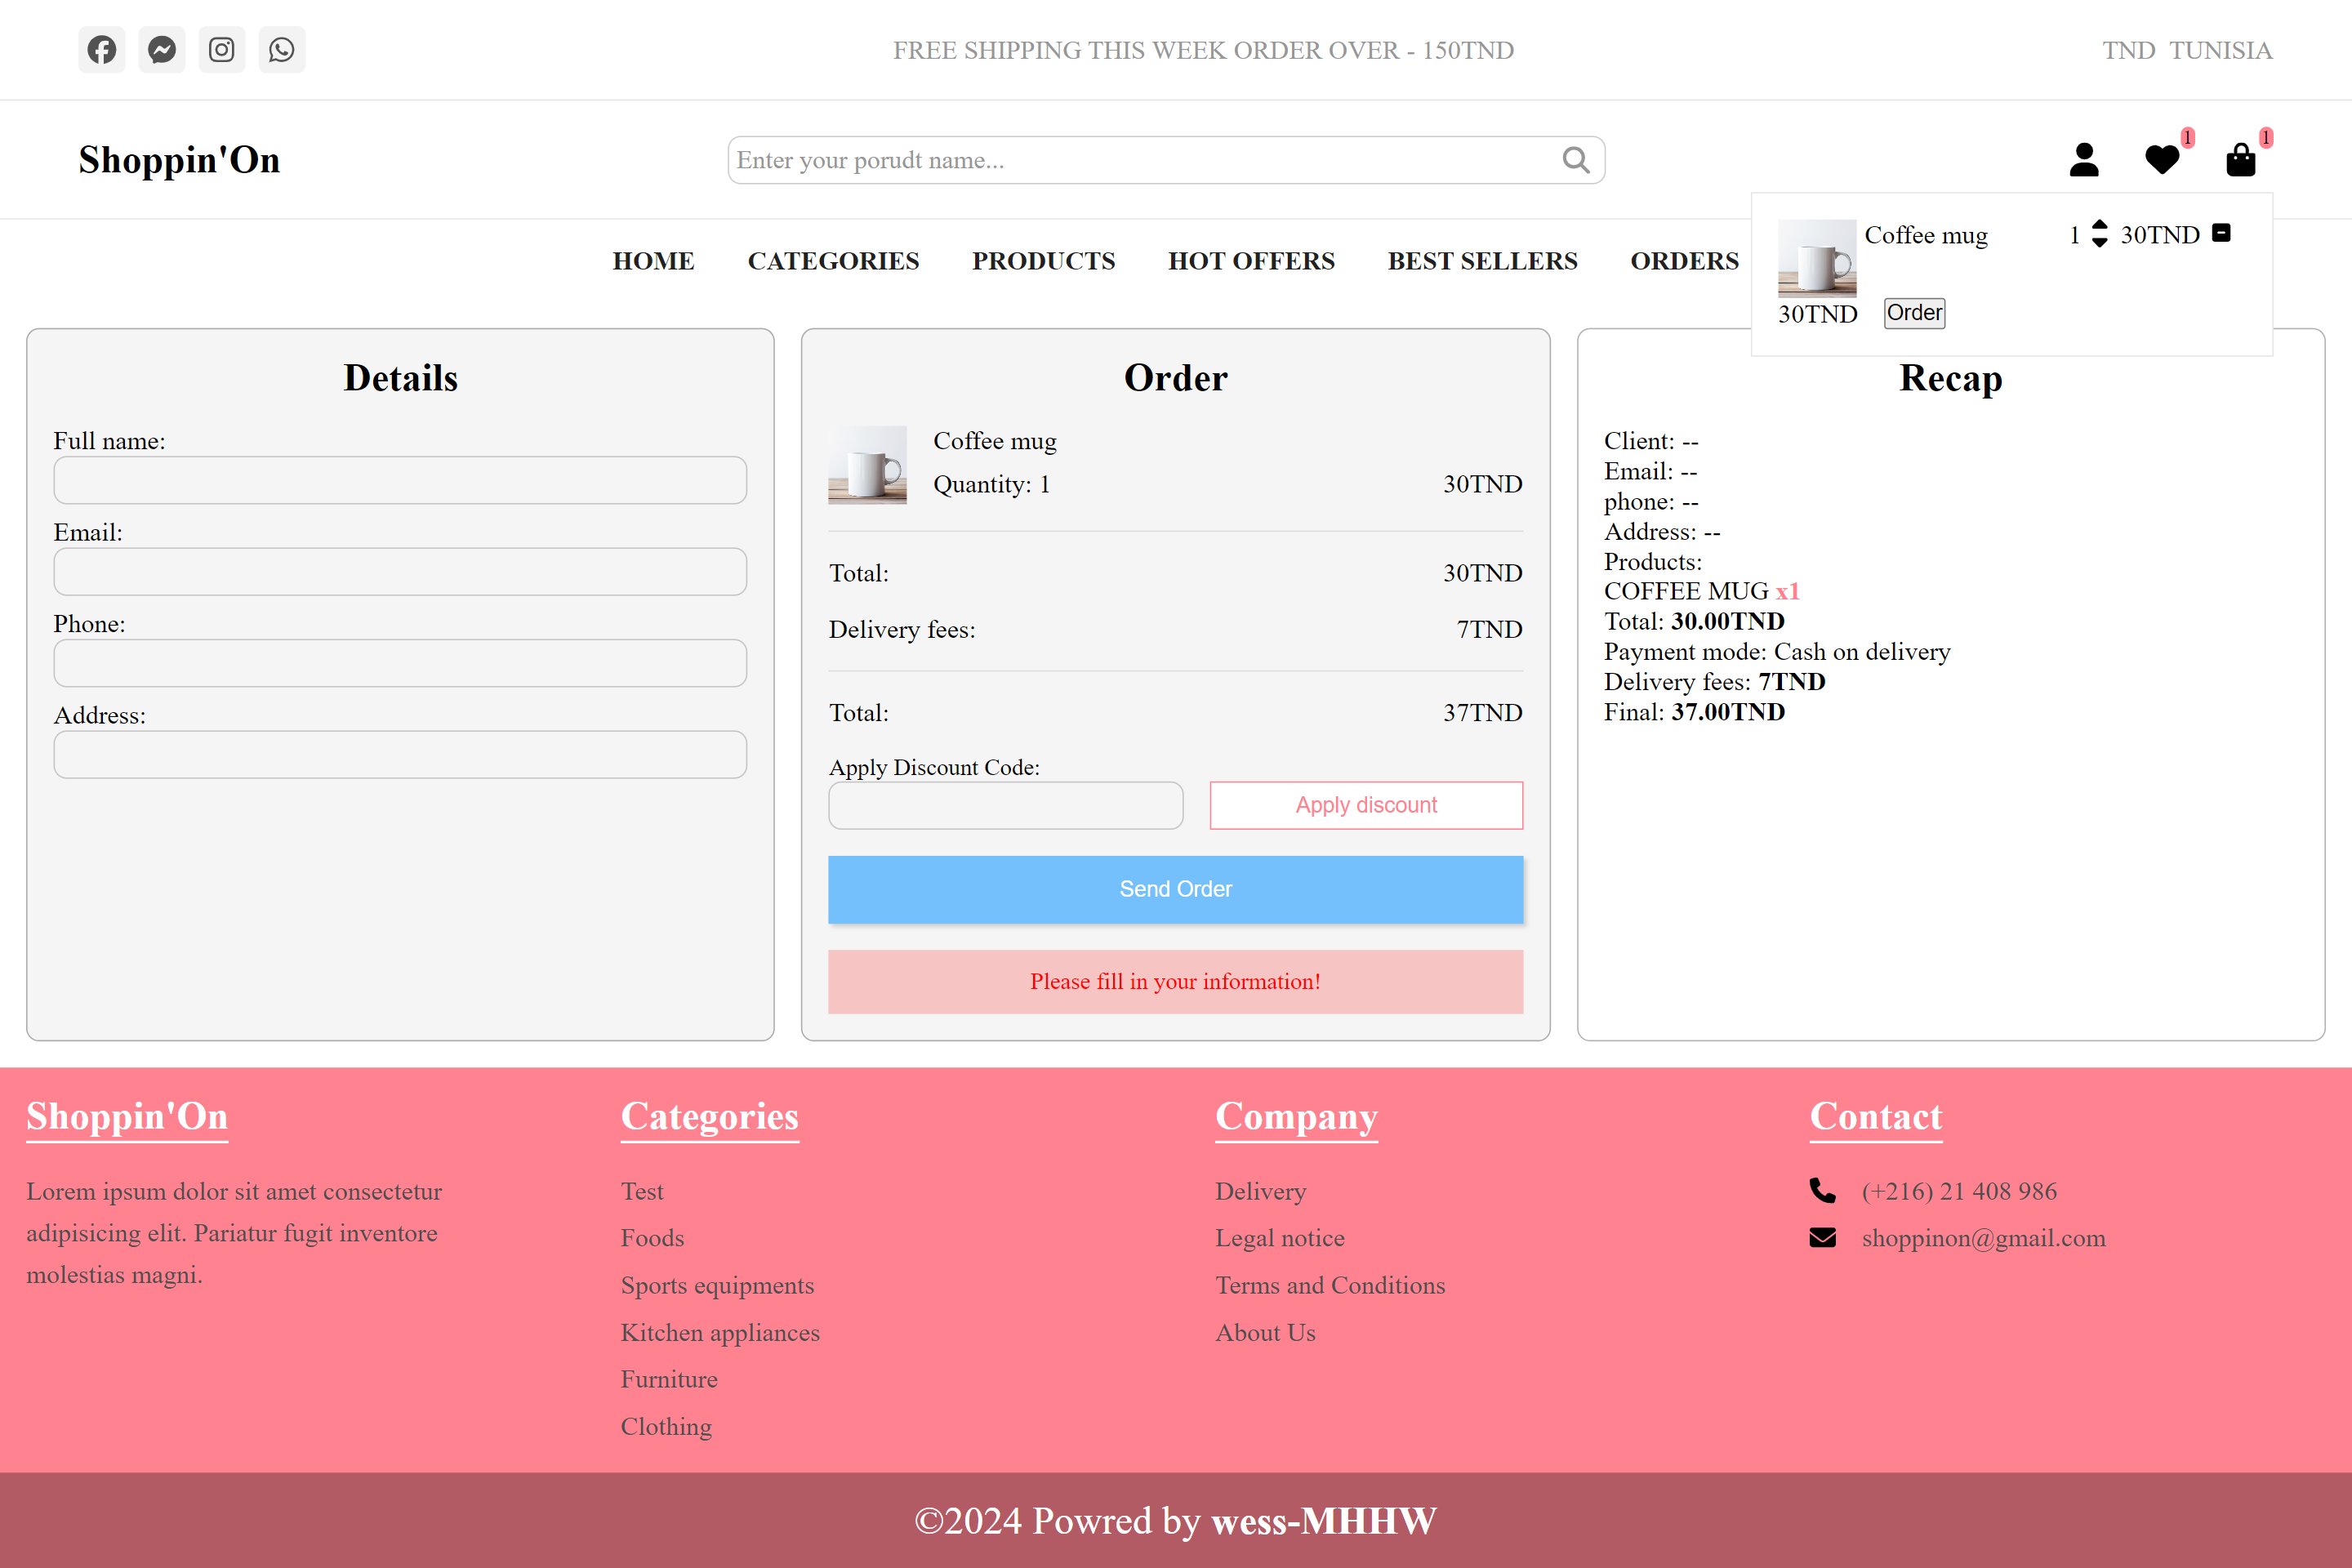 FREE SHIPPING THIS WEEK ORDER OVER - 150TND
TND TUNISIA
Shoppin'On
Enter your porudt name...
1
1
HOME CATEGORIES PRODUCTS HOT OFFERS BEST SELLERS ORDERS
Coffee mug 1 30TND
30TND Order
Details
Full name:
Email:
Phone:
Address:
Order
Coffee mug
Quantity: 1 30TND
Total: 30TND
Delivery fees: 7TND
Total: 37TND
Apply Discount Code:
Apply discount
Send Order
Please fill in your information!
Recap
Client: --
Email: --
phone: --
Address: --
Products:
COFFEE MUG x1
Total: 30.00TND
Payment mode: Cash on delivery
Delivery fees: 7TND
Final: 37.00TND
Shoppin'On
Lorem ipsum dolor sit amet consectetur
adipisicing elit. Pariatur fugit inventore
molestias magni.
Categories
Test
Foods
Sports equipments
Kitchen appliances
Furniture
Clothing
Company
Delivery
Legal notice
Terms and Conditions
About Us
Contact
(+216) 21 408 986
shoppinon@gmail.com
©2024 Powred by wess-MHHW